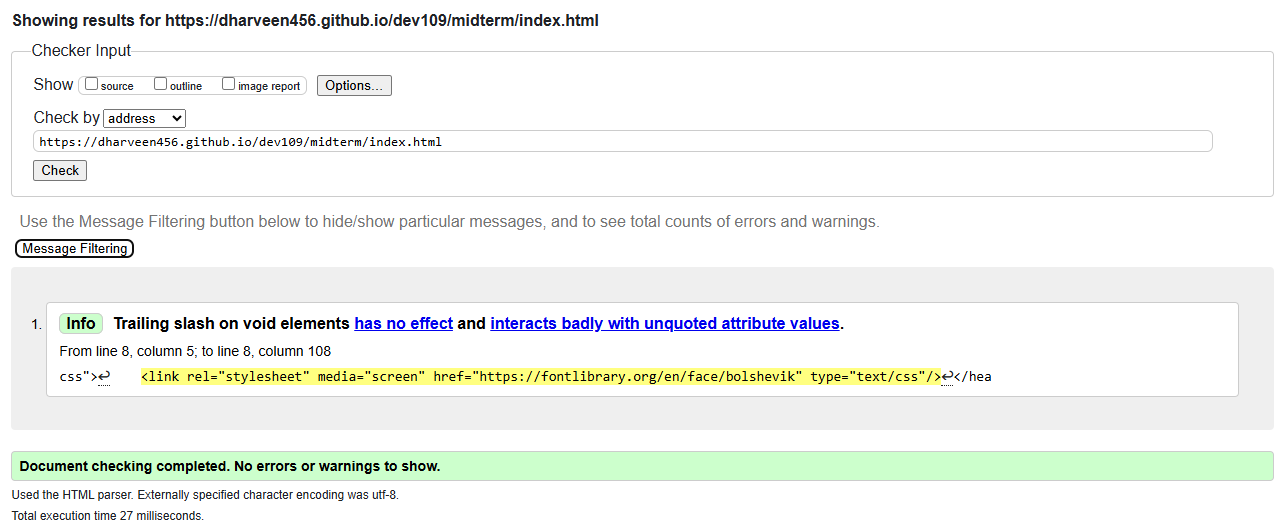 Showing results for https://dharveen456.github.io/dev109/midterm/index.html
Checker Input
Show source outline image report Options...
Check by address
https://dharveen456.github.io/dev109/midterm/index.html
Check
Use the Message Filtering button below to hide/show particular messages, and to see total counts of errors and warnings.
Message Filtering
1. Info Trailing slash on void elements has no effect and interacts badly with unquoted attribute values.
From line 8, column 5; to line 8, column 108
css">↩ <link rel="stylesheet" media="screen" href="https://fontlibrary.org/en/face/bolshevik" type="text/css"/>↩</hea
Document checking completed. No errors or warnings to show.
Used the HTML parser. Externally specified character encoding was utf-8.
Total execution time 27 milliseconds.